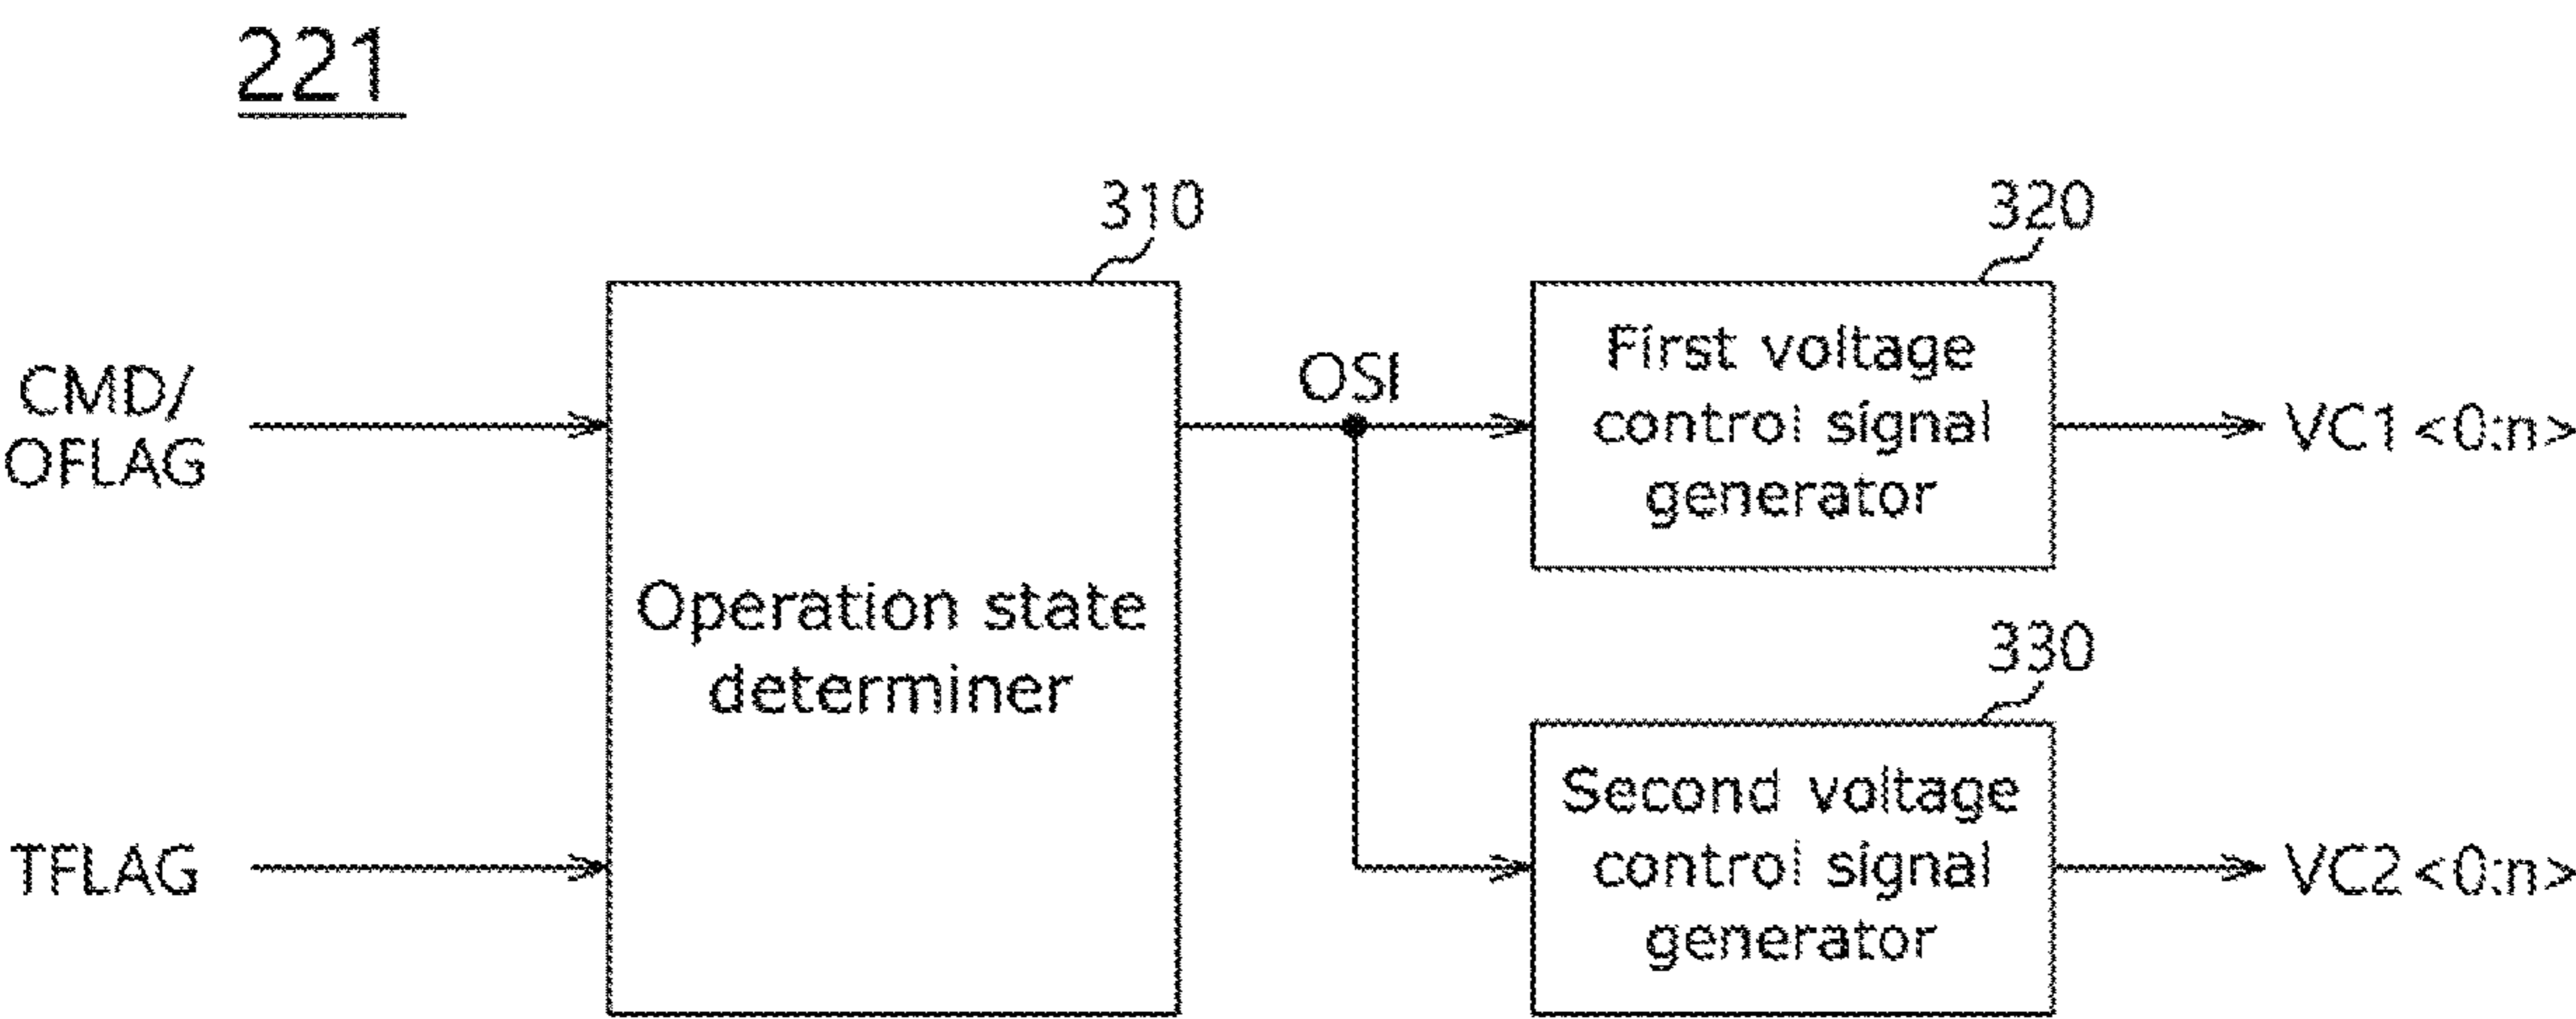 221
310
320
CMD/
OFLAG
OSI
First voltage
control signal
generator
VC1<0:n>
Operation state
determiner
330
TFLAG
Second voltage
control signal
generator
VC2<0:n>